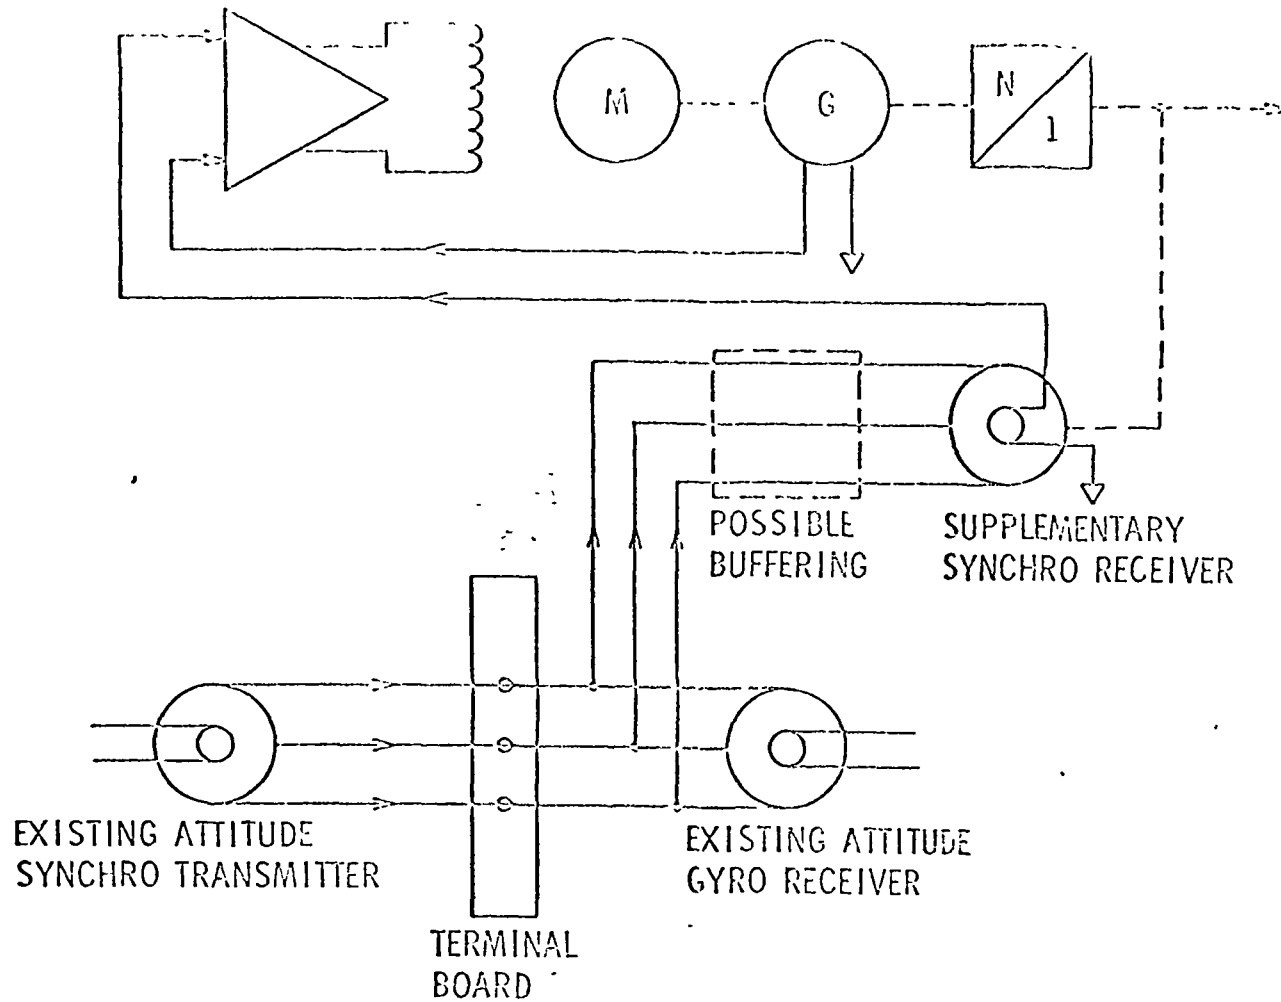 M
G
N
1
POSSIBLE
BUFFERING
SUPPLEMENTARY
SYNCHRO RECEIVER
EXISTING ATTITUDE
SYNCHRO TRANSMITTER
EXISTING ATTITUDE
GYRO RECEIVER
TERMINAL
BOARD